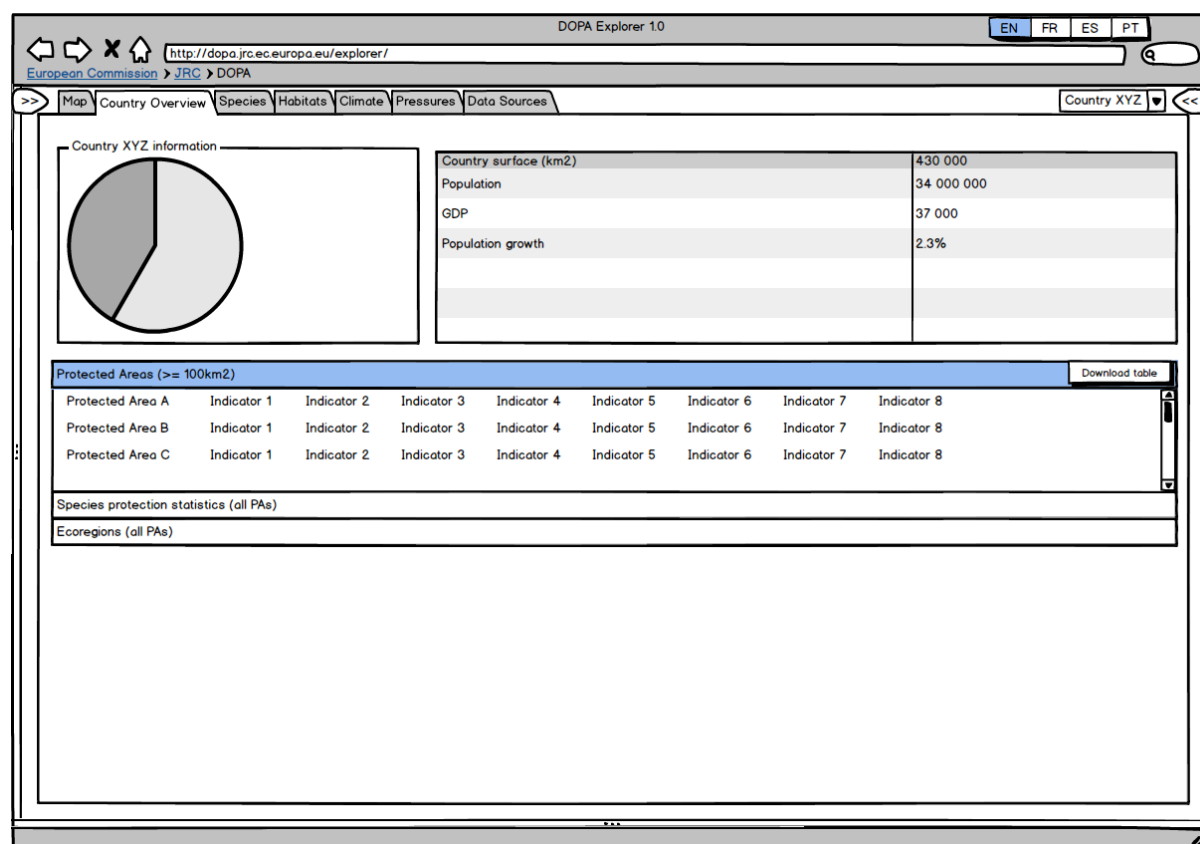 DOPA Explorer 1.0
EN FR ES PT
http://dopa.jrc.ec.europa.eu/explorer/
European Commission > JRC > DOPA
>> Map Country Overview Species Habitats Climate Pressures Data Sources Country XYZ <<
Country XYZ information
Country surface (km2) 430 000
Population 34 000 000
GDP 37 000
Population growth 2.3%
Protected Areas (>= 100km2) Download table
Protected Area A Indicator 1 Indicator 2 Indicator 3 Indicator 4 Indicator 5 Indicator 6 Indicator 7 Indicator 8
Protected Area B Indicator 1 Indicator 2 Indicator 3 Indicator 4 Indicator 5 Indicator 6 Indicator 7 Indicator 8
Protected Area C Indicator 1 Indicator 2 Indicator 3 Indicator 4 Indicator 5 Indicator 6 Indicator 7 Indicator 8
Species protection statistics (all PAs)
Ecoregions (all PAs)